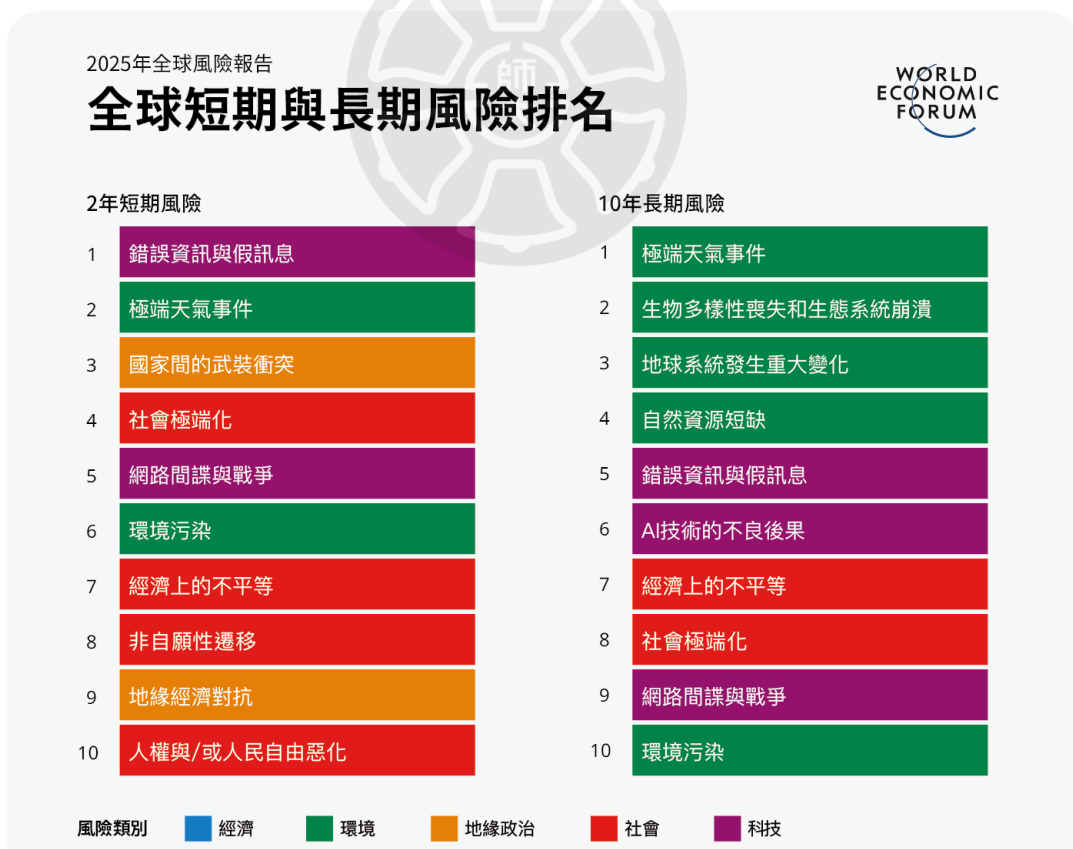 師
2025年全球風險報告
全球短期與長期風險排名
WORLD
ECONOMIC
FORUM
2年短期風險
1 錯誤資訊與假訊息
2 極端天氣事件
3 國家間的武裝衝突
4 社會極端化
5 網路間諜與戰爭
6 環境污染
7 經濟上的不平等
8 非自願性遷移
9 地緣經濟對抗
10 人權與/或人民自由惡化
10年長期風險
1 極端天氣事件
2 生物多樣性喪失和生態系統崩潰
3 地球系統發生重大變化
4 自然資源短缺
5 錯誤資訊與假訊息
6 AI技術的不良後果
7 經濟上的不平等
8 社會極端化
9 網路間諜與戰爭
10 環境污染
風險類別 經濟 環境 地緣政治 社會 科技